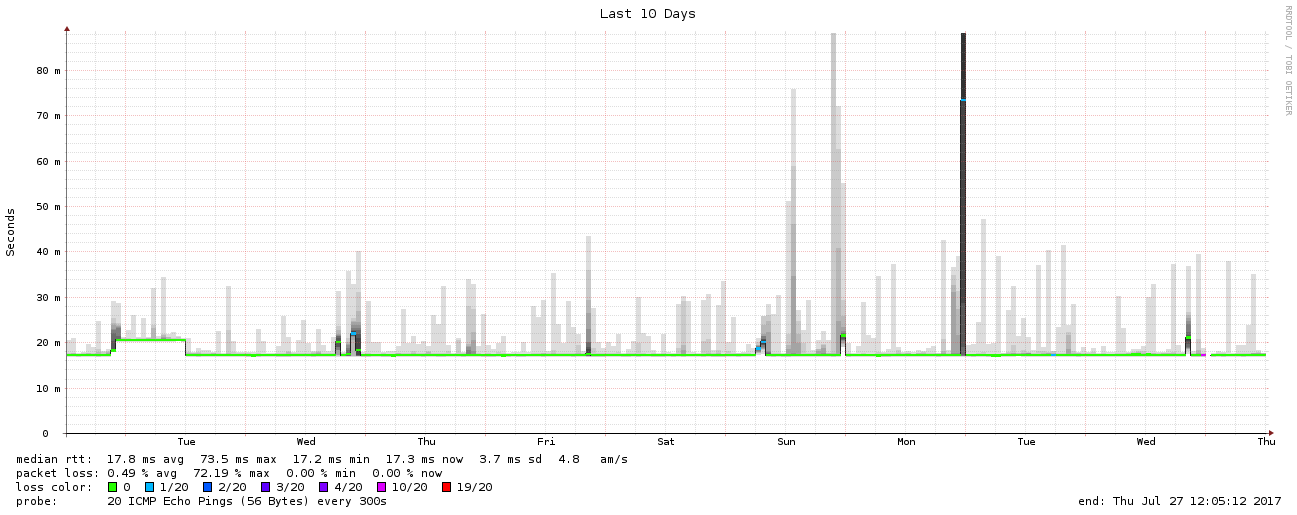 Last 10 Days
RRDTOOL / TOBI OETIKER
Seconds
80 m
70 m
60 m
50 m
40 m
30 m
20 m
10 m
0
Tue Wed Thu Fri Sat Sun Mon Tue Wed Thu
median rtt: 17.8 ms avg 73.5 ms max 17.2 ms min 17.3 ms now 3.7 ms sd 4.8 am/s
packet loss: 0.49 % avg 72.19 % max 0.00 % min 0.00 % now
loss color: 0 1/20 2/20 3/20 4/20 10/20 19/20
probe: 20 ICMP Echo Pings (56 Bytes) every 300s end: Thu Jul 27 12:05:12 2017